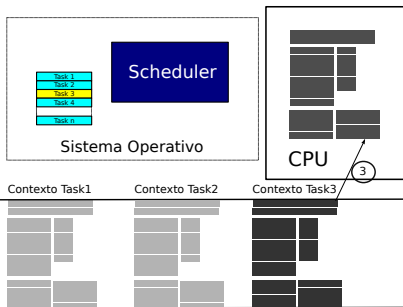 Task 1
Task 2
Task 3
Task 4
Task n
Scheduler
Sistema Operativo
CPU
3
Contexto Task1
Contexto Task2
Contexto Task3